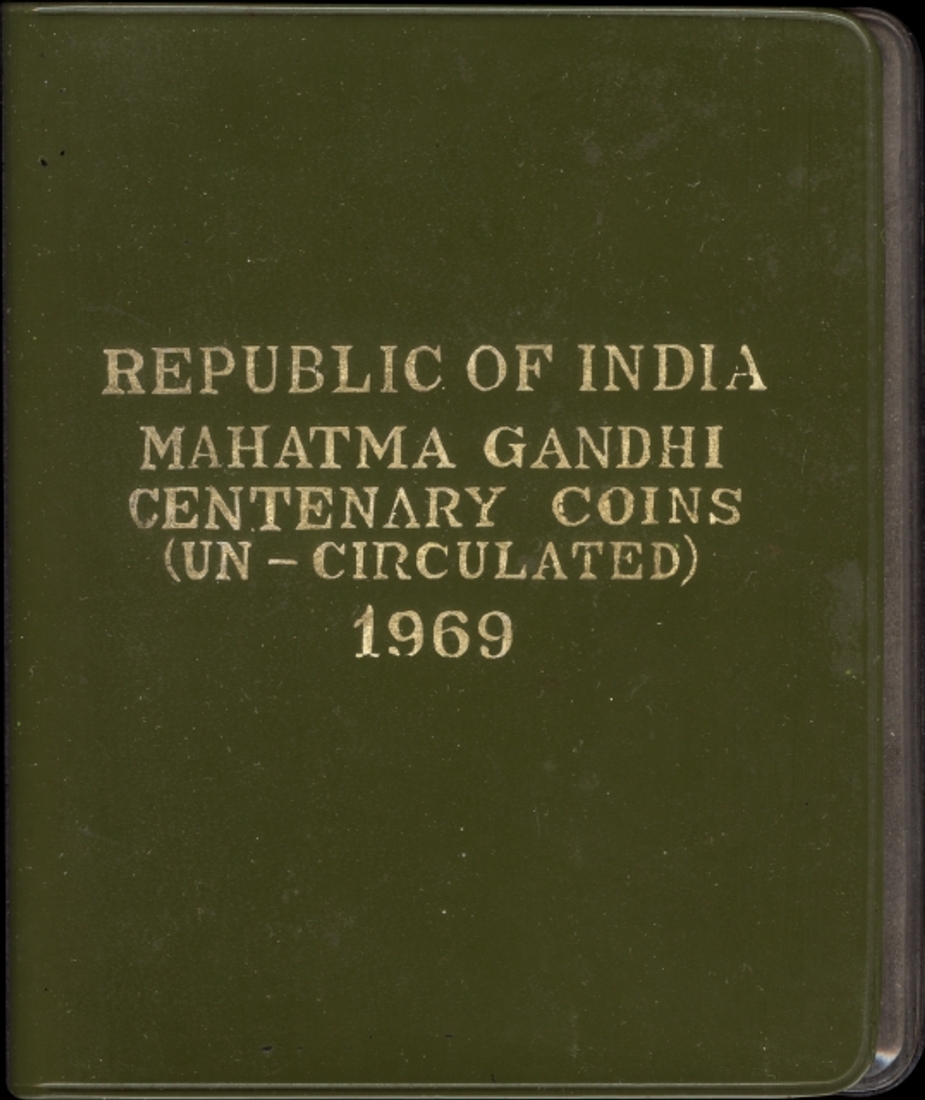 REPUBLIC OF INDIA
MAHATMA GANDHI
CENTENARY COINS
(UN-CIRCULATED)
1969